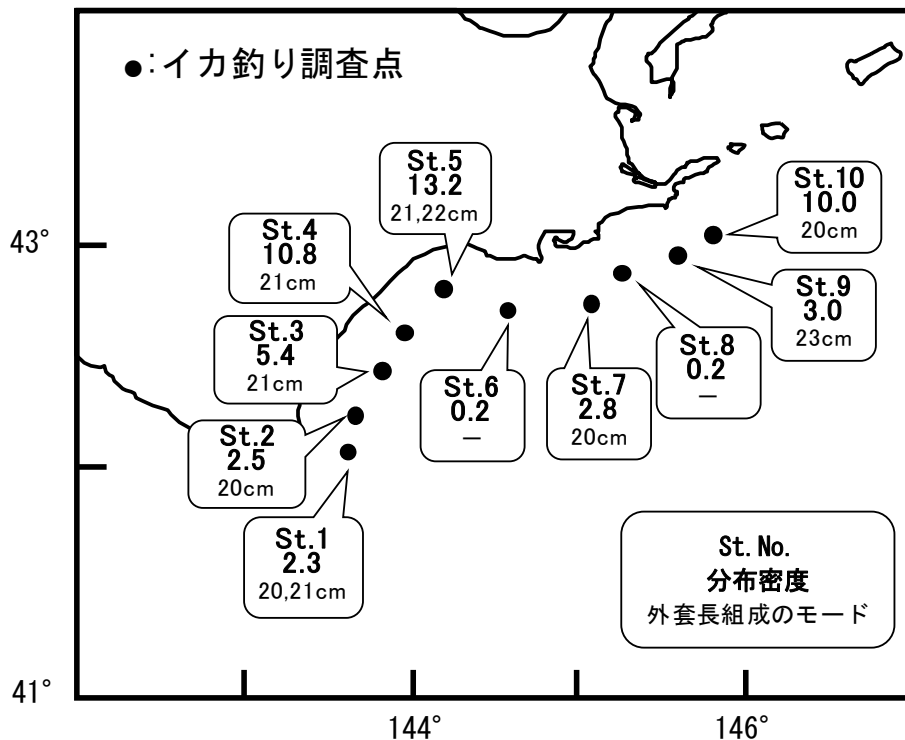 ●:イカ釣り調査点
St.5
13.2
21,22cm
St.10
10.0
20cm
St.4
10.8
21cm
43°
St.9
3.0
23cm
St.3
5.4
21cm
St.8
0.2
－
St.6
0.2
－
St.7
2.8
20cm
St.2
2.5
20cm
St.1
2.3
20,21cm
St. No.
分布密度
外套長組成のモード
41°
144°
146°